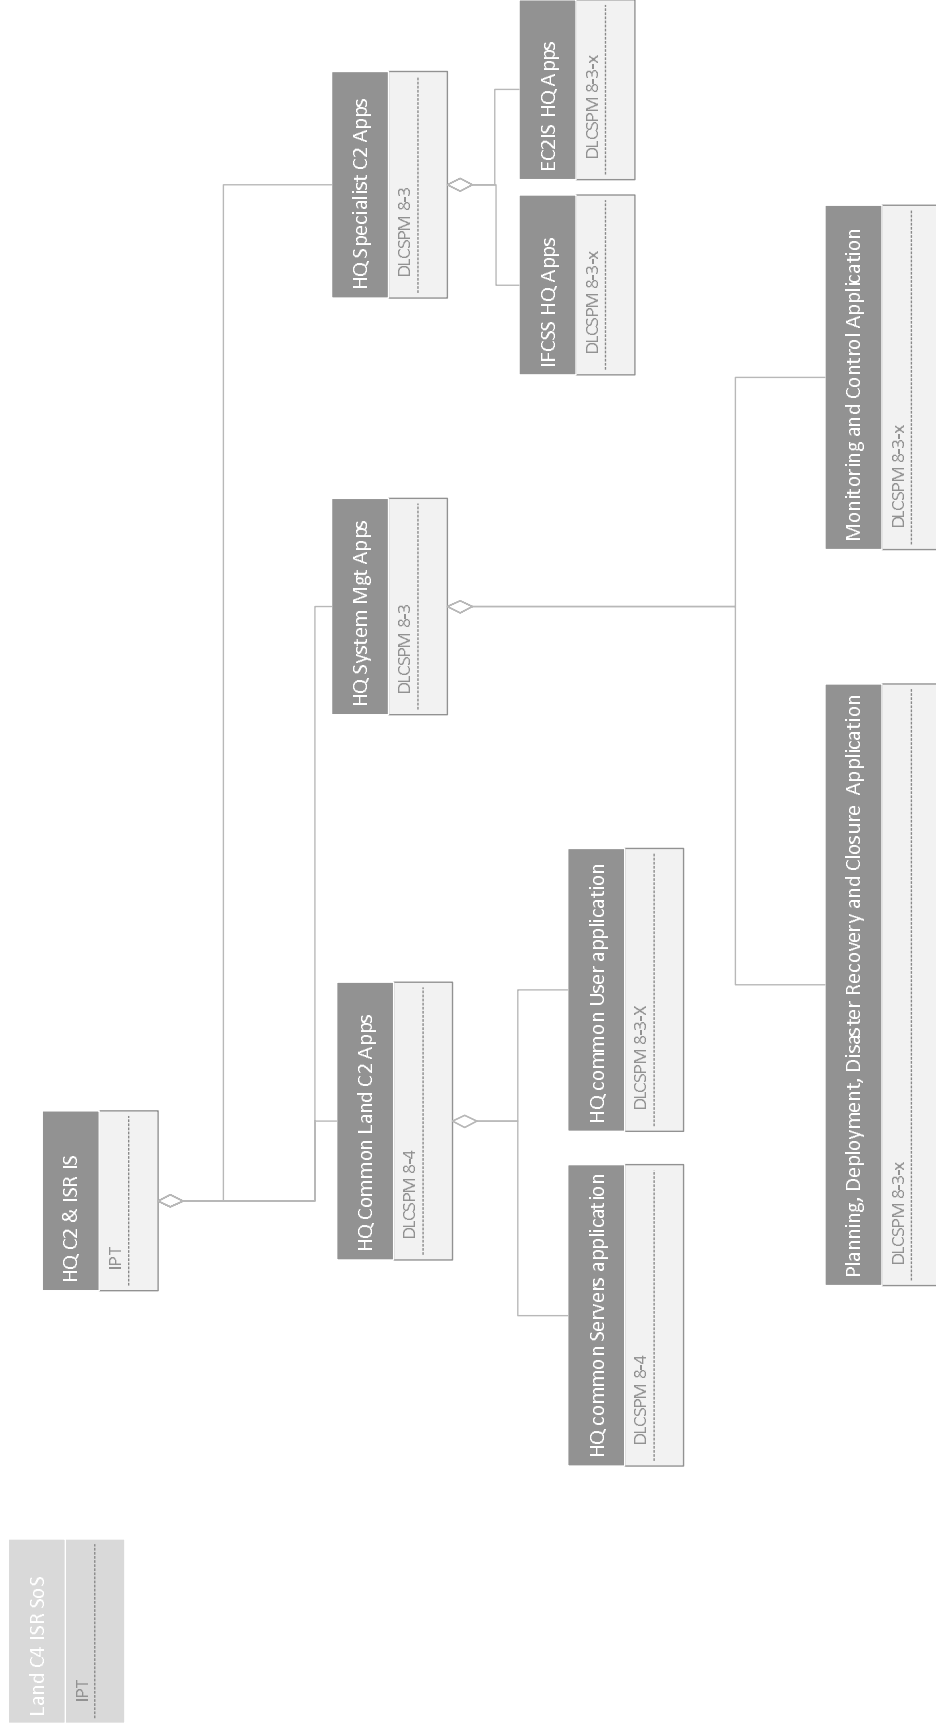 Land C4 ISR SoS
IPT
HQ C2 & ISR IS
IPT
HQ Common Land C2 Apps
DLCSPM 8-4
HQ System Mgt Apps
DLCSPM 8-3
HQ Specialist C2 Apps
DLCSPM 8-3
HQ common Servers application
DLCSPM 8-4
HQ common User application
DLCSPM 8-3-X
IFCSS HQ Apps
DLCSPM 8-3-x
EC2IS HQ Apps
DLCSPM 8-3-x
Planning, Deployment, Disaster Recovery and Closure Application
DLCSPM 8-3-x
Monitoring and Control Application
DLCSPM 8-3-x